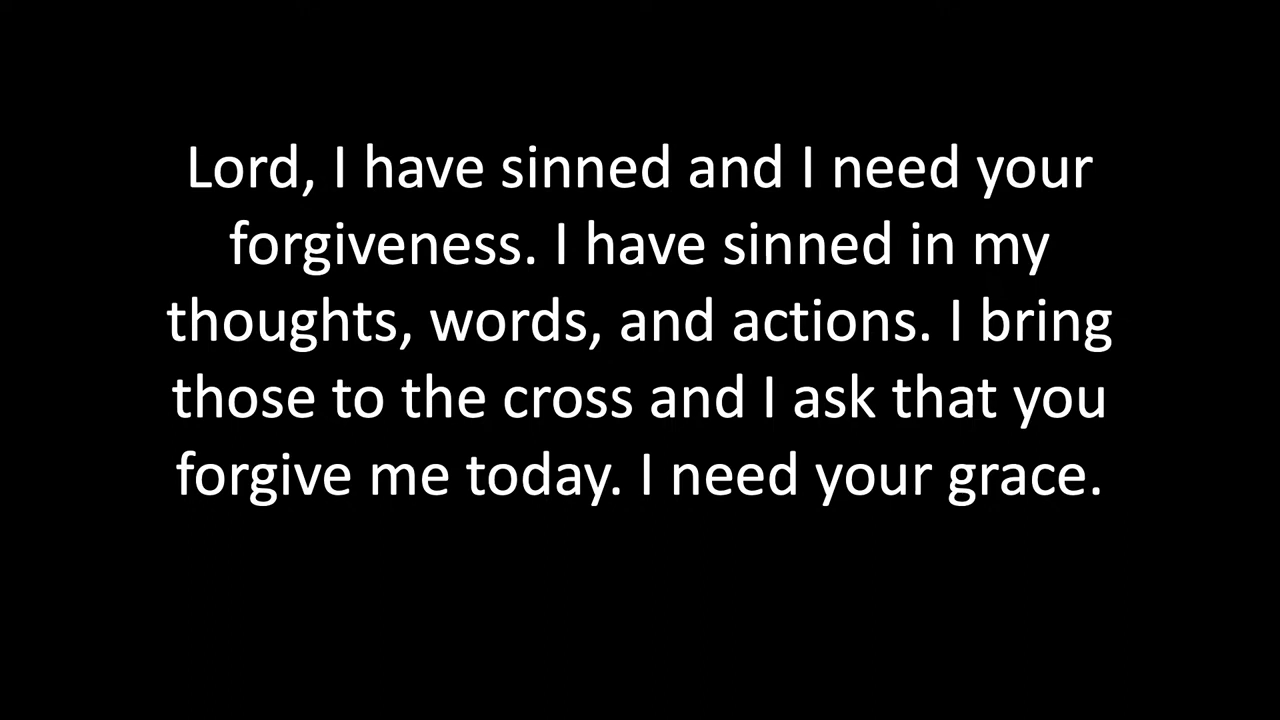 Lord, I have sinned and I need your
forgiveness. I have sinned in my
thoughts, words, and actions. I bring
those to the cross and I ask that you
forgive me today. I need your grace.